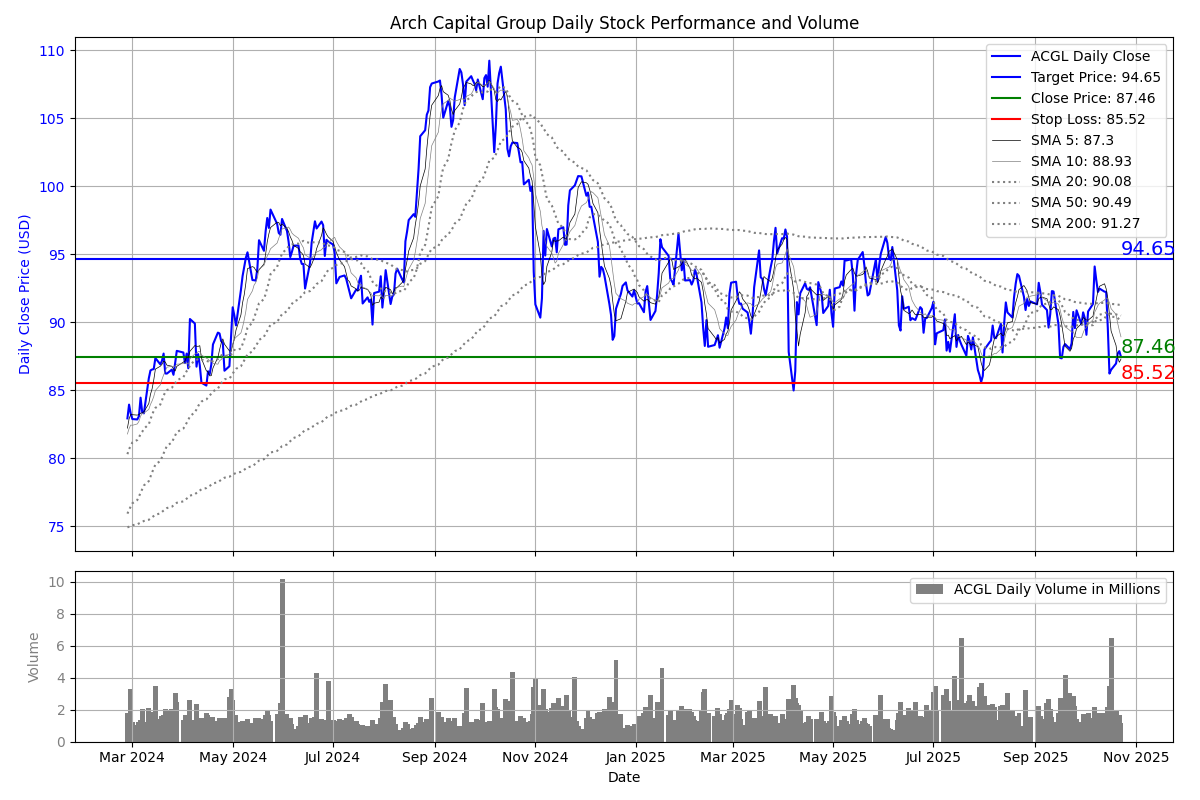 Arch Capital Group Daily Stock Performance and Volume
110
105
100
95
90
85
80
75
Daily Close Price (USD)
ACGL Daily Close
Target Price: 94.65
Close Price: 87.46
Stop Loss: 85.52
SMA 5: 87.3
SMA 10: 88.93
SMA 20: 90.08
SMA 50: 90.49
SMA 200: 91.27
94.65
87.46
85.52
10
8
6
4
2
0
Volume
ACGL Daily Volume in Millions
Mar 2024
May 2024
Jul 2024
Sep 2024
Nov 2024
Jan 2025
Mar 2025
May 2025
Jul 2025
Sep 2025
Nov 2025
Date